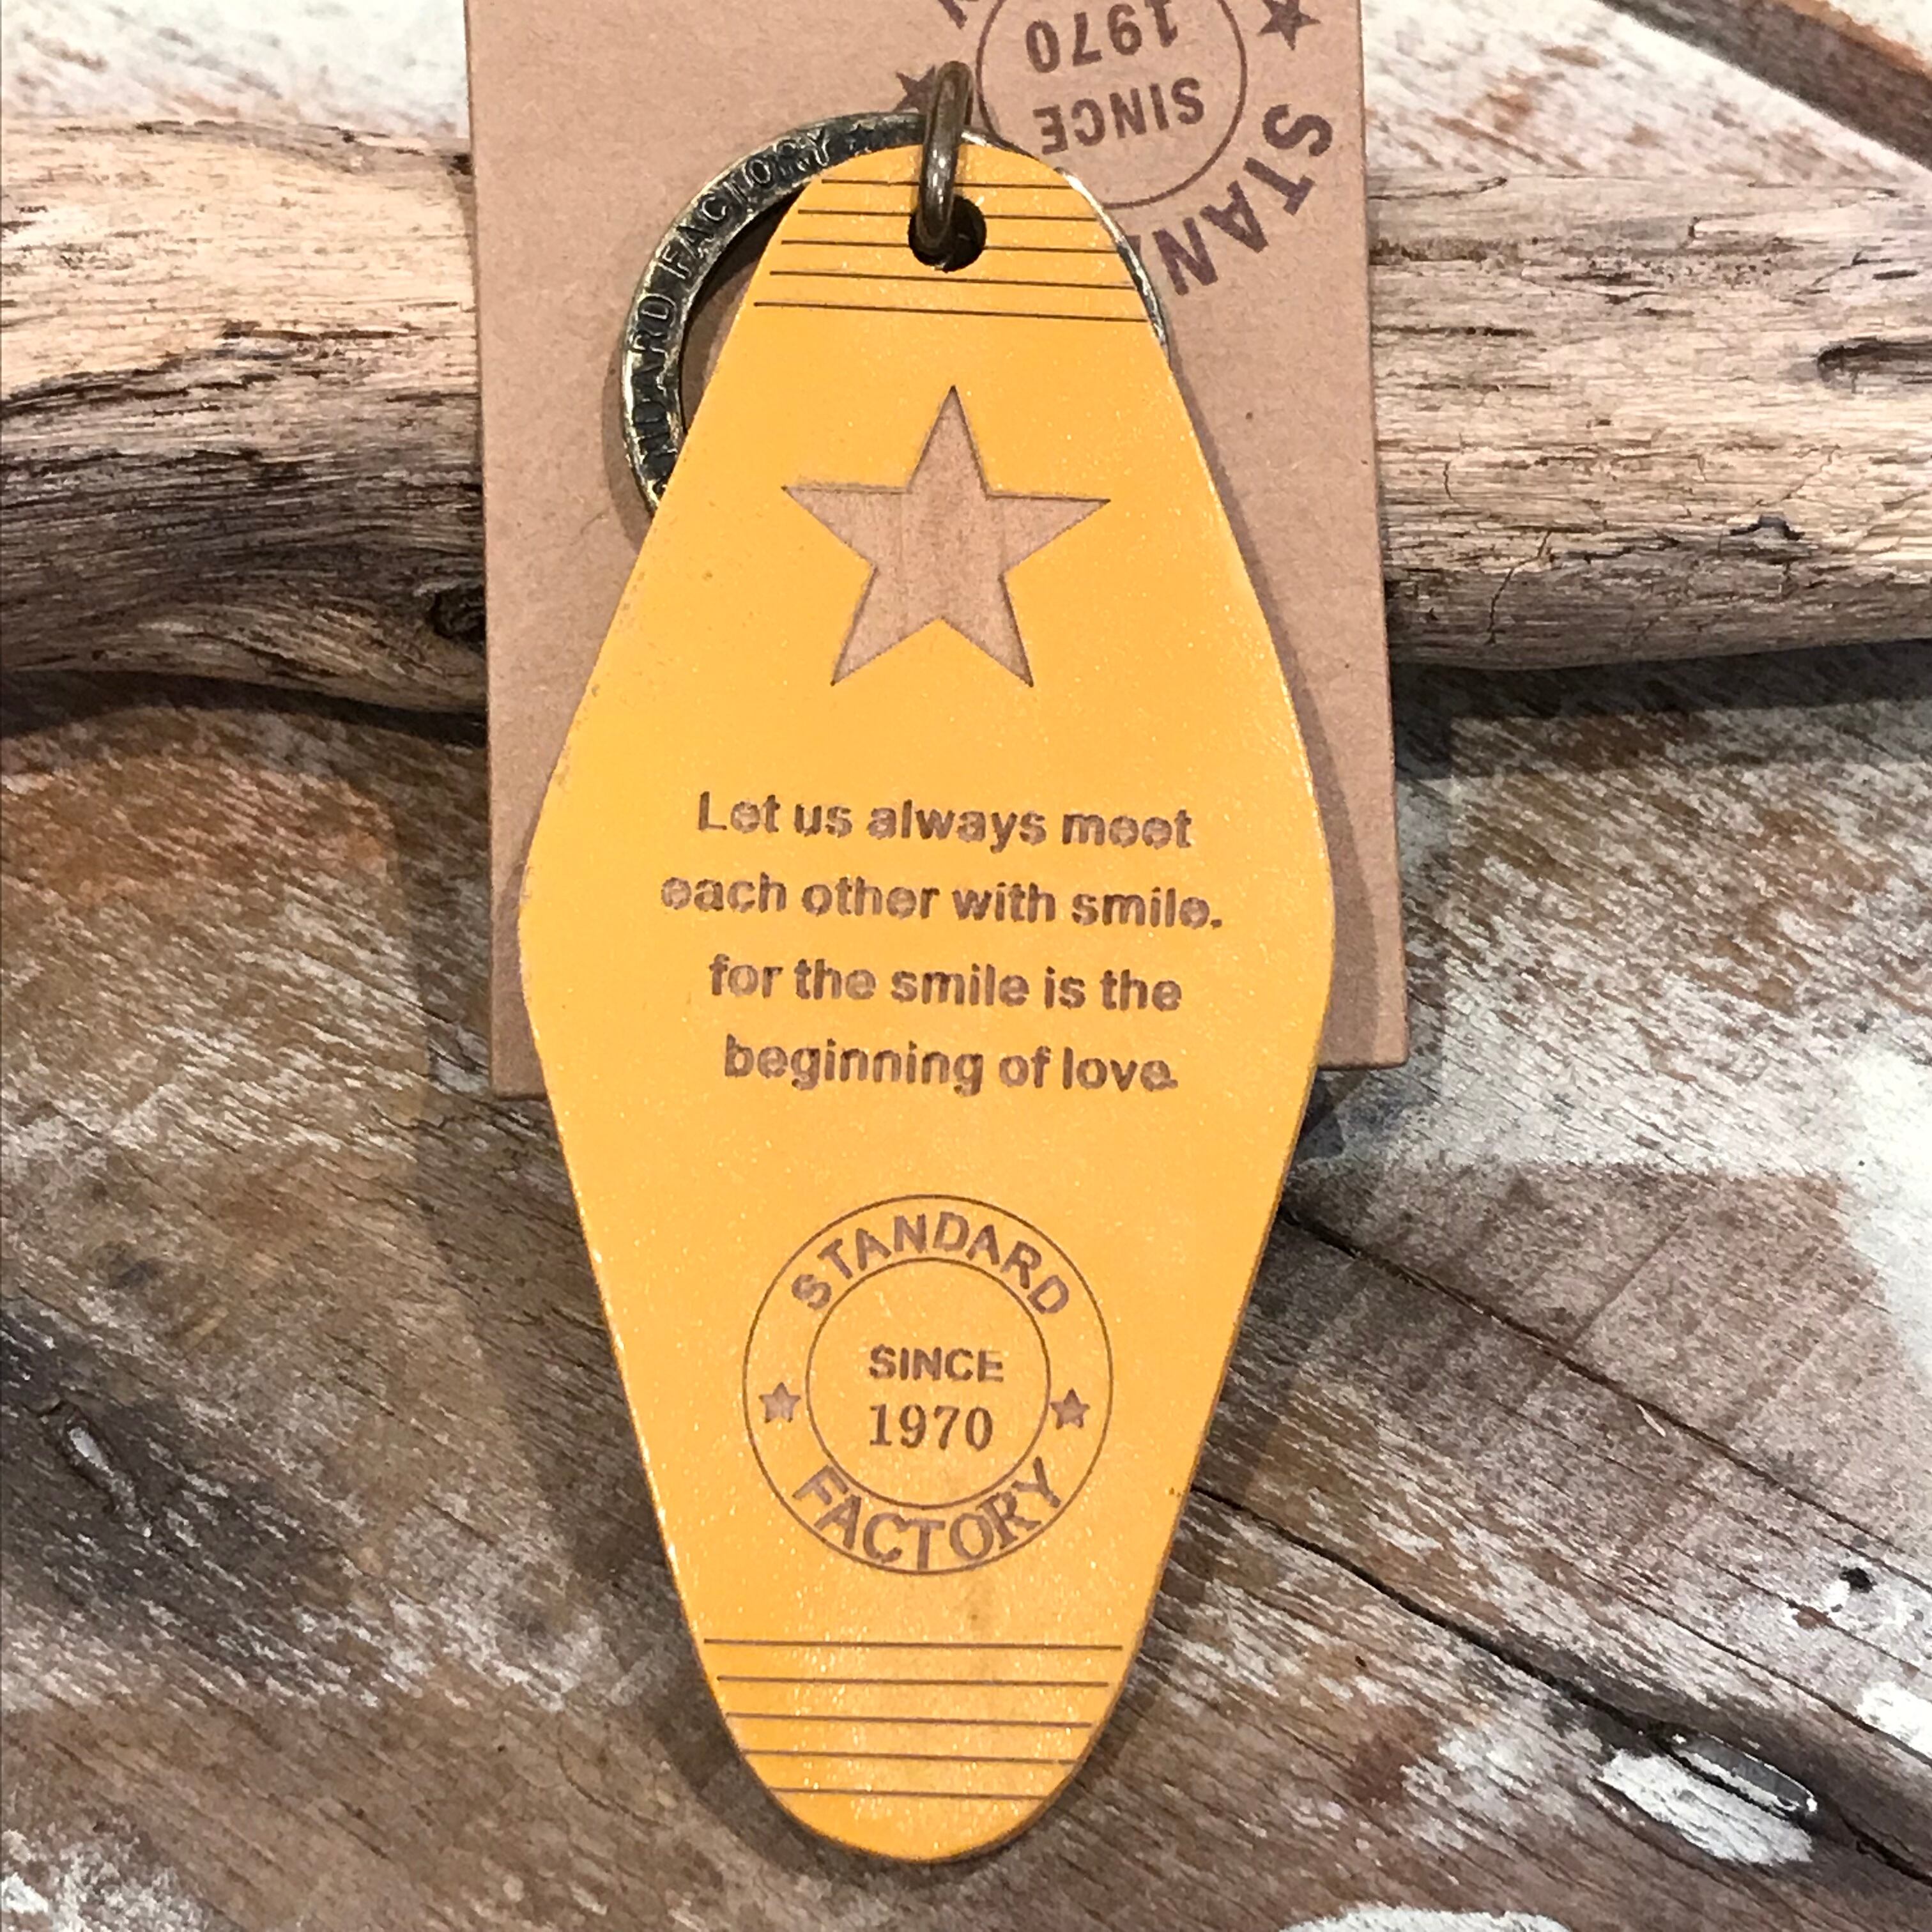 1970
SINCE
STAN
STANDARD FACTORY
Let us always meet
each other with smile.
for the smile is the
beginning of love.
STANDARD
SINCE
1970
FACTORY